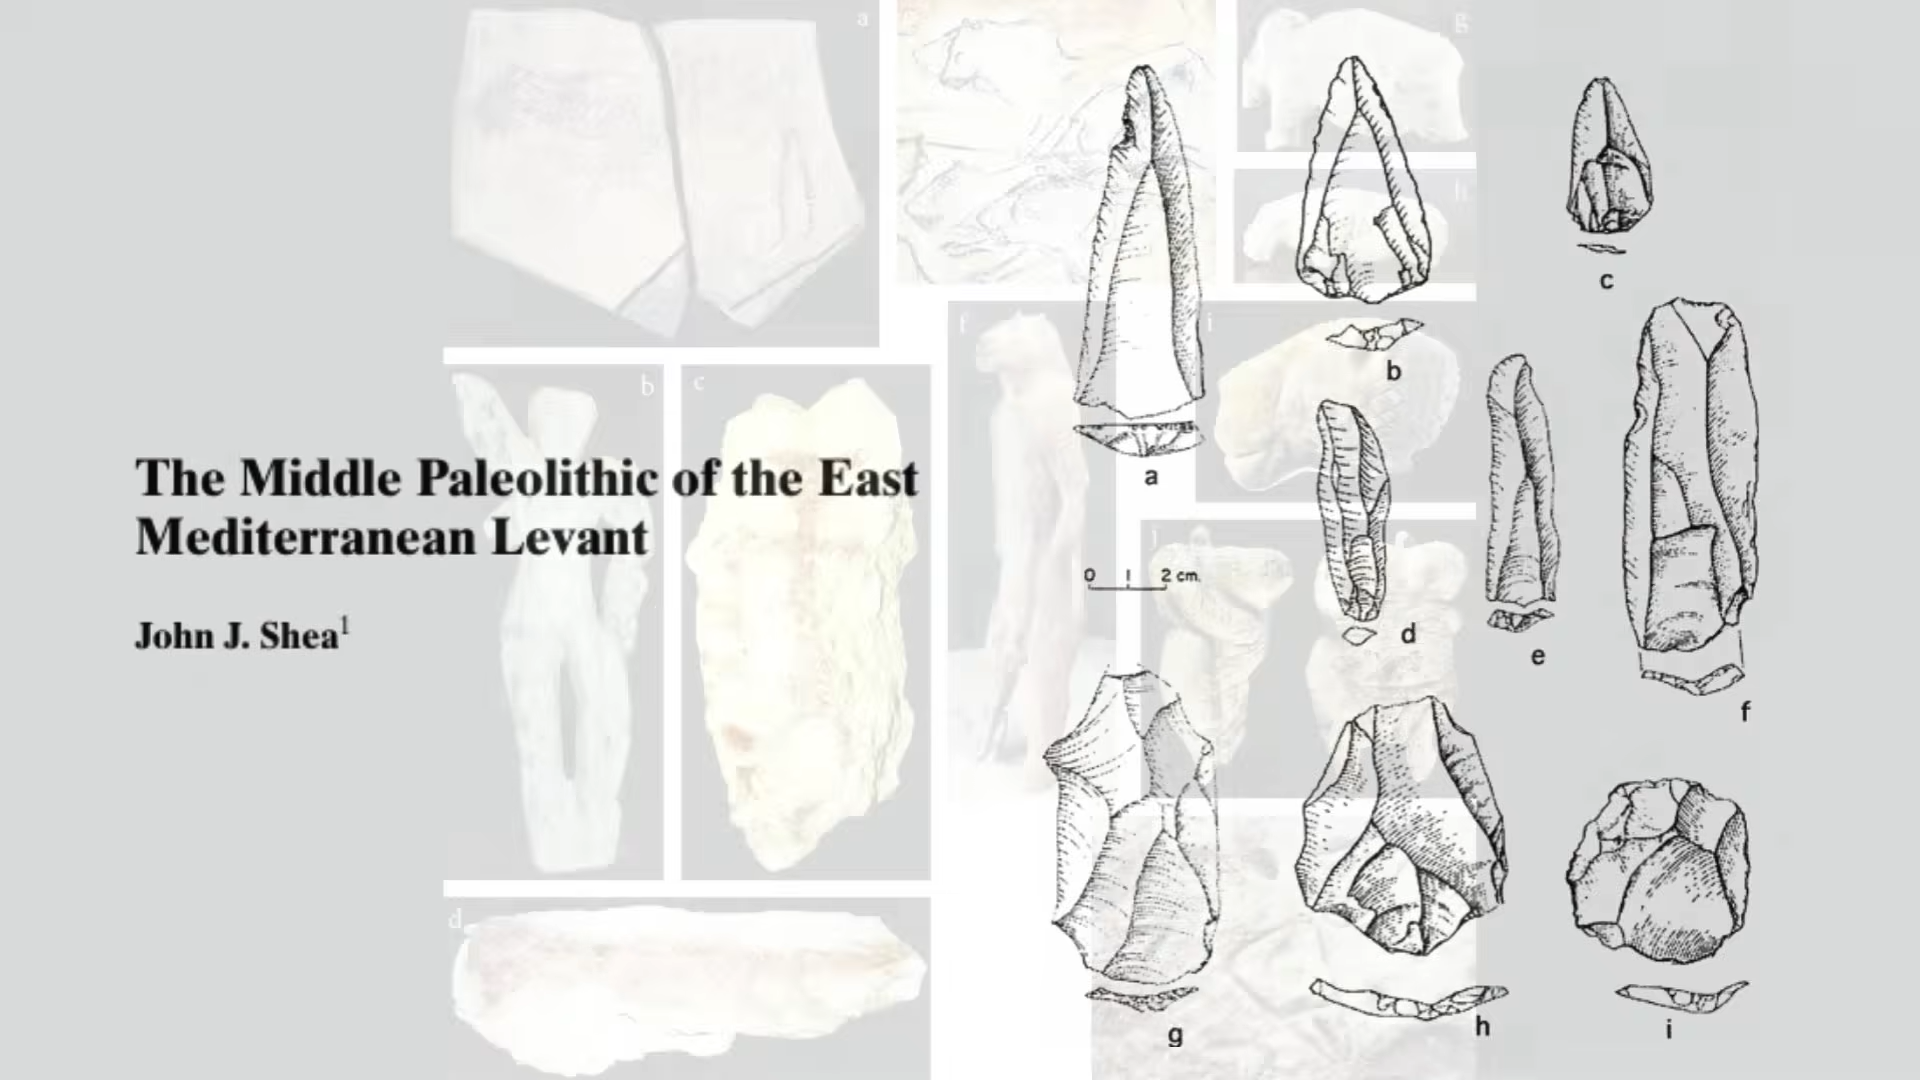 The Middle Paleolithic of the East
Mediterranean Levant
John J. Shea1
a
b
c
d
e
f
g
h
i
0 1 2 cm.
a
b
c
d
f
g
h
i
j